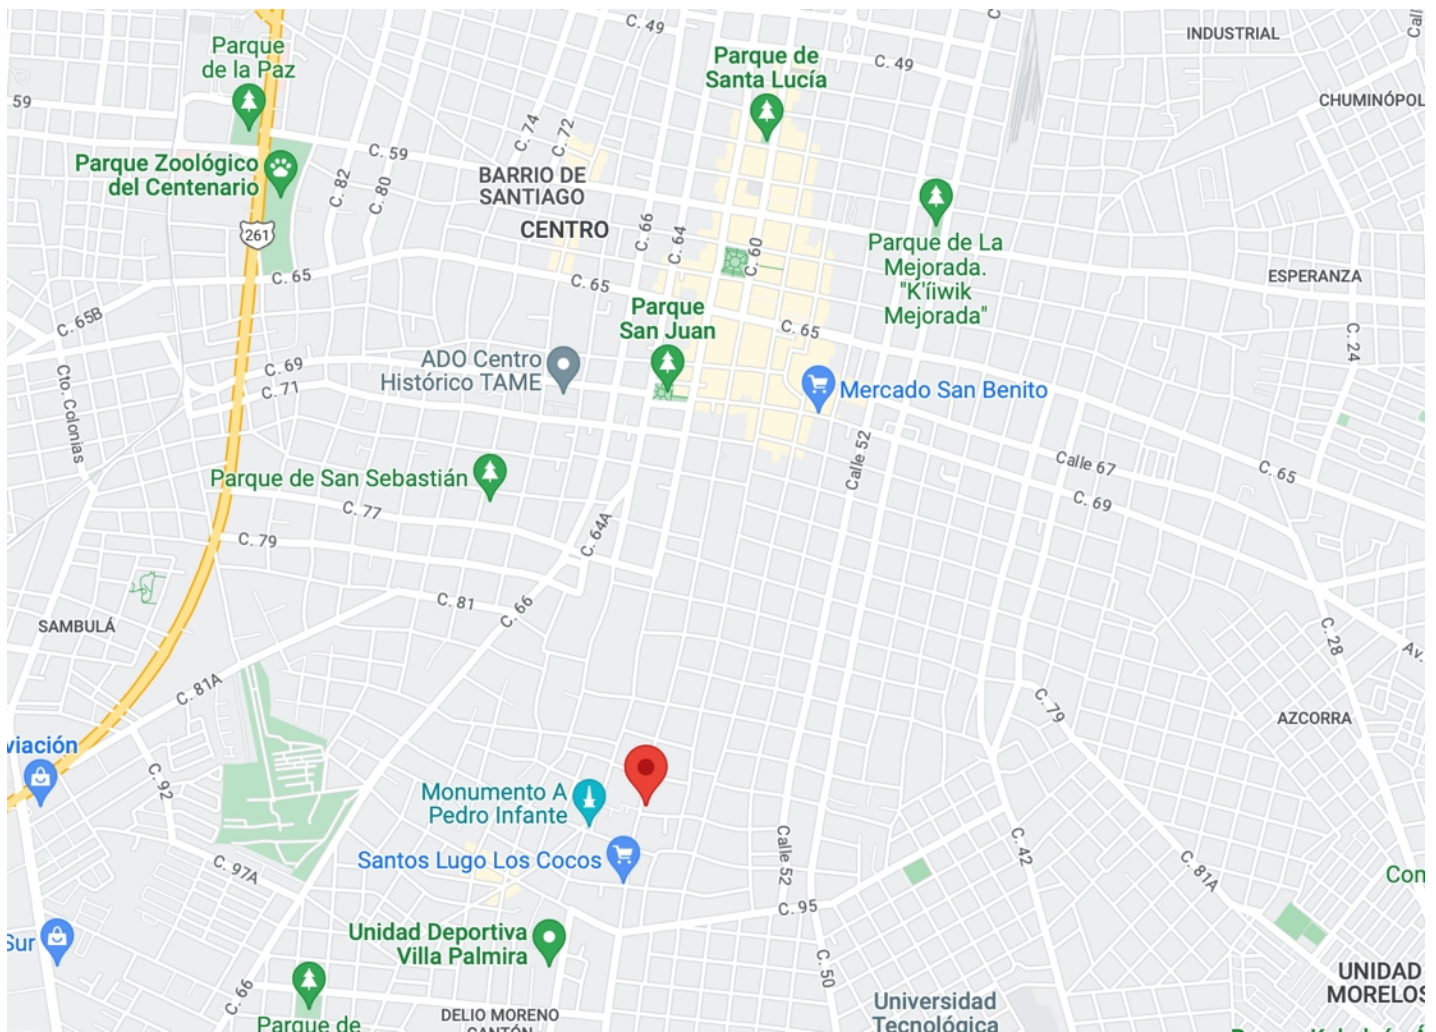 C. 49
INDUSTRIAL
Parque
de la Paz
Parque de
Santa Lucía
C. 49
59
CHUMINÓPOL
C. 74
C. 72
C. 59
Parque Zoológico
del Centenario
C. 82
C. 80
BARRIO DE
SANTIAGO
CENTRO
C. 66
C. 64
C. 60
261
Parque de La
Mejorada.
"K'íiwik
Mejorada"
ESPERANZA
C. 65
C. 65
C. 65B
Parque
San Juan
C. 65
C. 24
ADO Centro
Histórico TAME
C. 69
C. 71
Mercado San Benito
Cto. Colonias
Calle 52
Calle 67
C. 65
Parque de San Sebastián
C. 77
C. 69
C. 79
C. 64A
C. 81
C. 66
SAMBULÁ
C. 28
Av.
C. 81A
C. 79
AZCORRA
viación
C. 92
Monumento A
Pedro Infante
Santos Lugo Los Cocos
Calle 52
C. 42
C. 97A
C. 81A
Con
C. 95
Unidad Deportiva
Villa Palmira
Sur
C. 50
C. 66
UNIDAD
MORELOS
Universidad
Tecnológica
DELIO MORENO
CANTÓN
Parque de